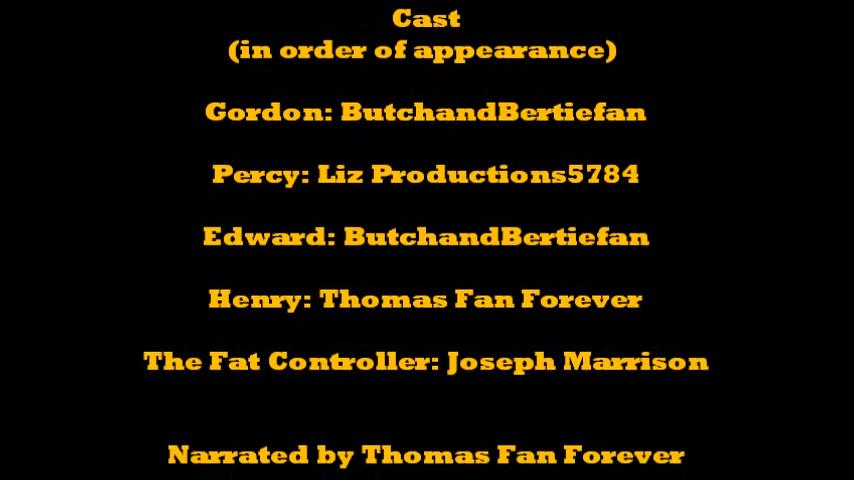 Cast
(in order of appearance)
Gordon: ButchandBertiefan
Percy: Liz Productions5784
Edward: ButchandBertiefan
Henry: Thomas Fan Forever
The Fat Controller: Joseph Marrison
Narrated by Thomas Fan Forever